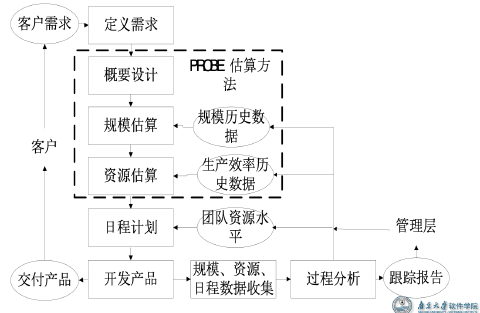 客户需求
定义需求
概要设计
PROBE 估算方
法
规模估算
规模历史数
据
客户
资源估算
生产效率历
史数据
日程计划
团队资源水
平
管理层
交付产品
开发产品
规模、资源、
日程数据收集
过程分析
跟踪报告
南京大学软件学院